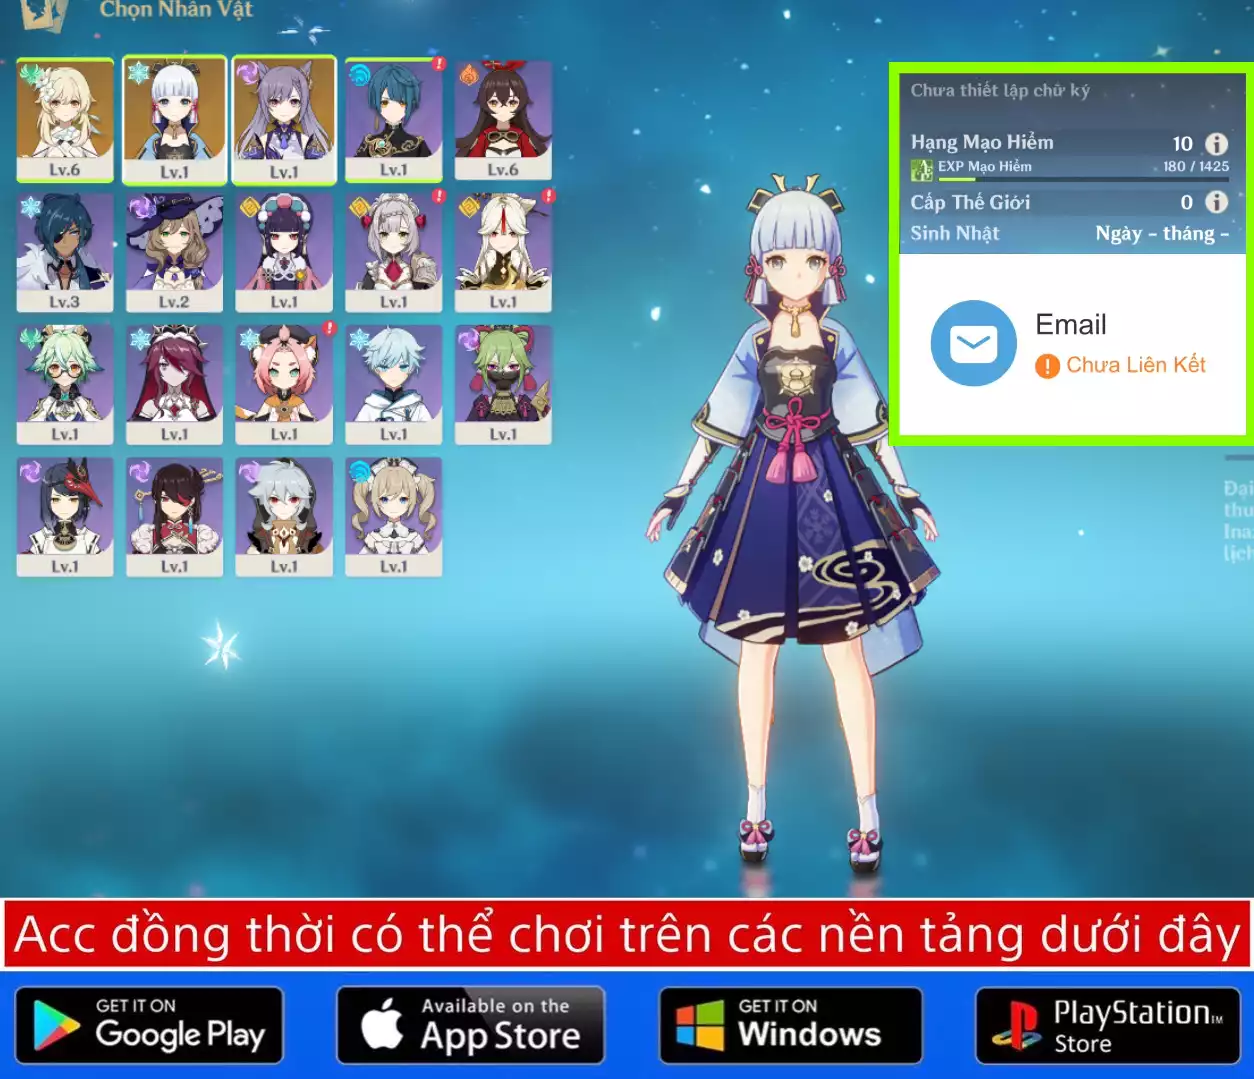 Chọn Nhân Vật
Lv.6
Lv.1
Lv.1
Lv.1
Lv.6
Lv.3
Lv.2
Lv.1
Lv.1
Lv.1
Lv.1
Lv.1
Lv.1
Lv.1
Lv.1
Lv.1
Lv.1
Lv.1
Lv.1
Chưa thiết lập chữ ký
Hạng Mạo Hiểm 10
EXP Mạo Hiểm 180 / 1425
Cấp Thế Giới 0
Sinh Nhật Ngày - tháng -
Email
Chưa Liên Kết
Đại
thu
Ina
lịch
Acc đồng thời có thể chơi trên các nền tảng dưới đây
GET IT ON
Google Play
Available on the
App Store
GET IT ON
Windows
PlayStation™
Store